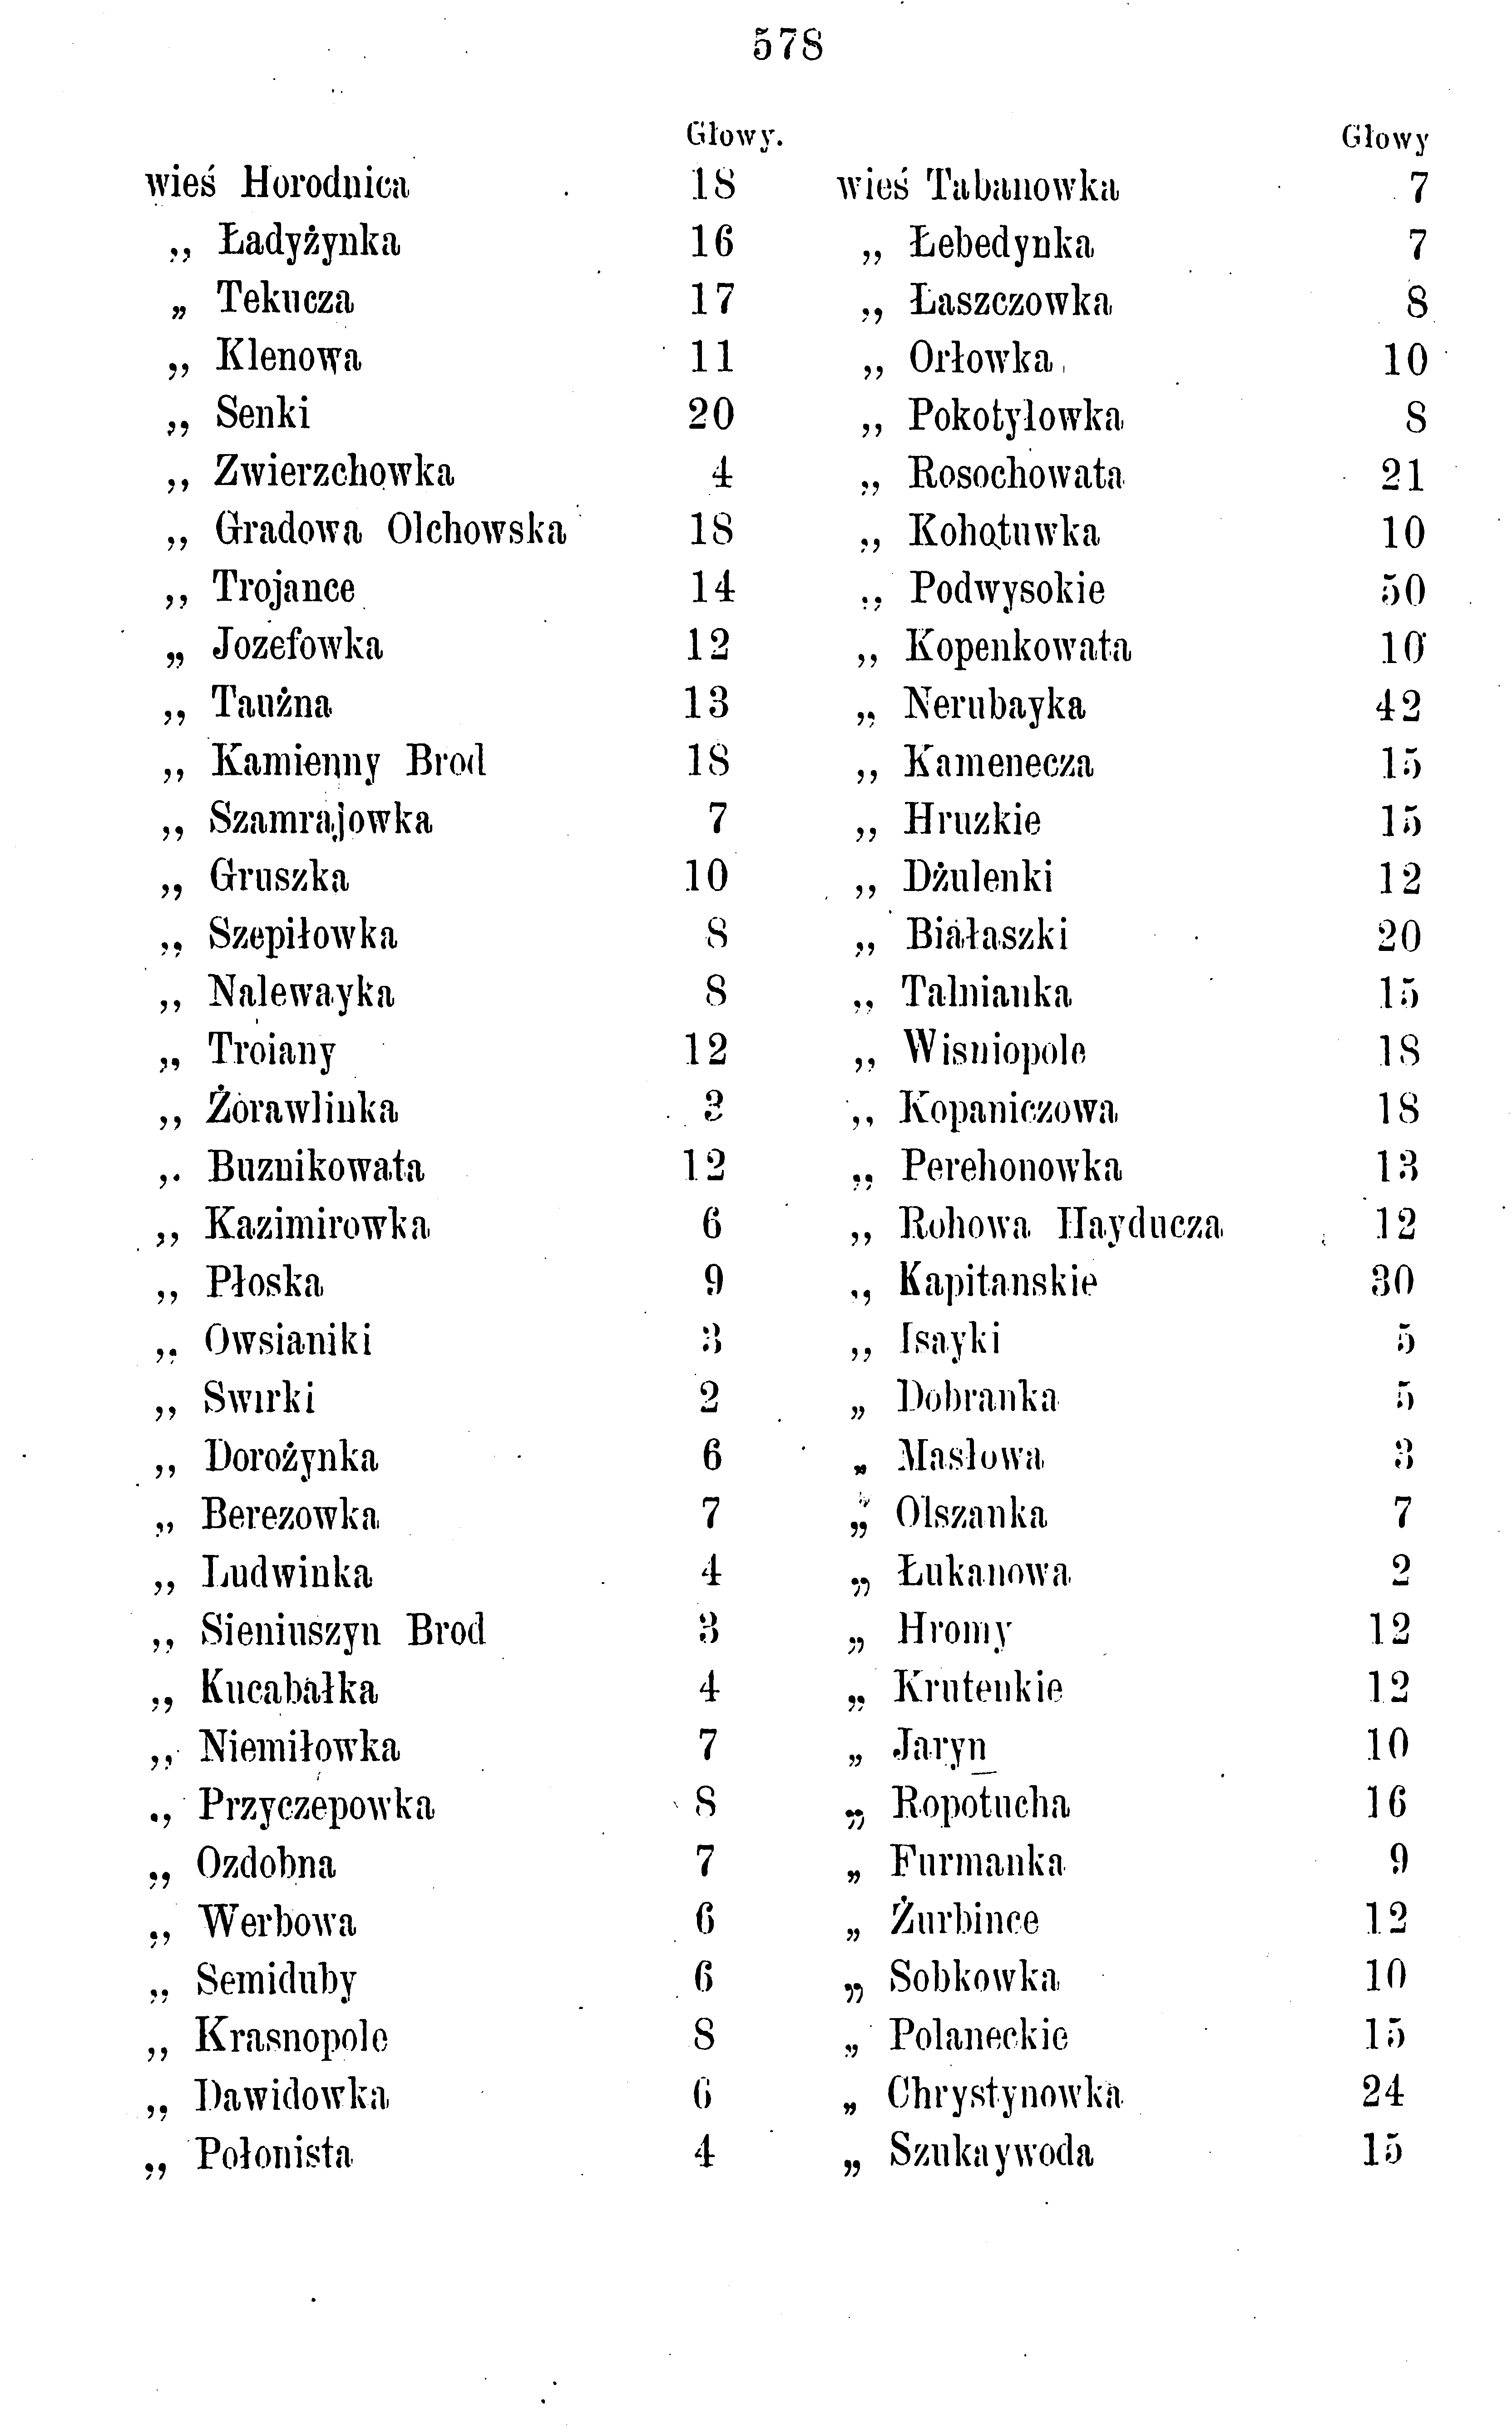 578
Głowy.
wieś Horodnica 18
„ Ładyżynka 16
„ Tekucza 17
„ Klenowa 11
„ Senki 20
„ Zwierzchowka 4
„ Gradowa Olchowska 18
„ Trojance 14
„ Jozefowka 12
„ Taużna 13
„ Kamienny Brod 18
„ Szamrajowka 7
„ Gruszka 10
„ Szepiłowka 8
„ Nalewayka 8
„ Troiany 12
„ Żorawlinka 3
„ Buznikowata 12
„ Kazimirowka 6
„ Płoska 9
„ Owsianiki 3
„ Swirki 2
„ Dorożynka 6
„ Berezowka 7
„ Ludwinka 4
„ Sieniuszyn Brod 3
„ Kucabałka 4
„ Niemiłowka 7
„ Przyczepowka 8
„ Ozdobna 7
„ Werbowa 6
„ Semiduby 6
„ Krasnopole 8
„ Dawidowka 6
„ Połonista 4
Głowy
wieś Tabanowka 7
„ Łebedynka 7
„ Łaszczowka 8
„ Orłowka 10
„ Pokotyłowka 8
„ Rosochowata 21
„ Kohotuwka 10
„ Podwysokie 50
„ Kopenkowata 10
„ Nerubayka 42
„ Kamenecza 15
„ Hruzkie 15
„ Dżulenki 12
„ Białaszki 20
„ Talnianka 15
„ Wisniopole 18
„ Kopaniczowa 18
„ Perehonowka 13
„ Rohowa Hayducza 12
„ Kapitanskie 30
„ Isayki 5
„ Dobranka 5
„ Masłowa 3
„ Olszanka 7
„ Łukanowa 2
„ Hromy 12
„ Krutenkie 12
„ Jaryn 10
„ Ropotucha 16
„ Furmanka 9
„ Żurbince 12
„ Sobkowka 10
„ Polaneckie 15
„ Chrystynowka 24
„ Szukaywoda 15